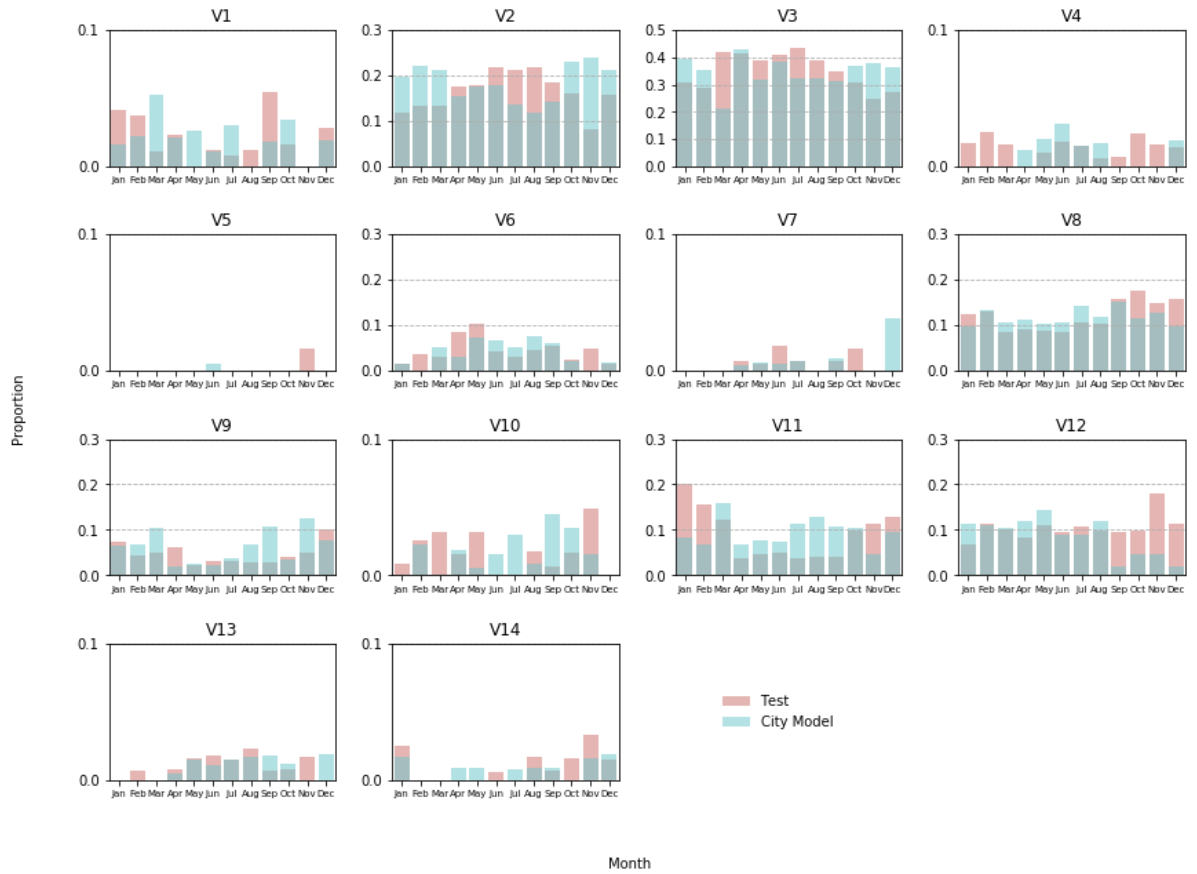 V1
V2
V3
V4
0.1
0.0
Jan Feb Mar Apr May Jun Jul Aug Sep Oct Nov Dec
0.3
0.2
0.1
0.0
Jan Feb Mar Apr May Jun Jul Aug Sep Oct Nov Dec
0.5
0.4
0.3
0.1
0.1
0.0
Jan Feb Mar Apr May Jun Jul Aug Sep Oct Nov Dec
0.1
0.0
Jan Feb Mar Apr May Jun Jul Aug Sep Oct Nov Dec
V5
V6
V7
V8
0.1
0.0
Jan Feb Mar Apr May Jun Jul Aug Sep Oct Nov Dec
0.3
0.2
0.1
0.0
Jan Feb Mar Apr May Jun Jul Aug Sep Oct Nov Dec
0.1
0.0
Jan Feb Mar Apr May Jun Jul Aug Sep Oct Nov Dec
0.3
0.2
0.1
0.0
Jan Feb Mar Apr May Jun Jul Aug Sep Oct Nov Dec
Proportion
V9
V10
V11
V12
0.3
0.2
0.1
0.0
Jan Feb Mar Apr May Jun Jul Aug Sep Oct Nov Dec
0.1
0.0
Jan Feb Mar Apr May Jun Jul Aug Sep Oct Nov Dec
0.3
0.2
0.1
0.0
Jan Feb Mar Apr May Jun Jul Aug Sep Oct Nov Dec
0.3
0.2
0.1
0.0
Jan Feb Mar Apr May Jun Jul Aug Sep Oct Nov Dec
V13
V14
0.1
0.0
Jan Feb Mar Apr May Jun Jul Aug Sep Oct Nov Dec
0.1
0.0
Jan Feb Mar Apr May Jun Jul Aug Sep Oct Nov Dec
Test
City Model
Month